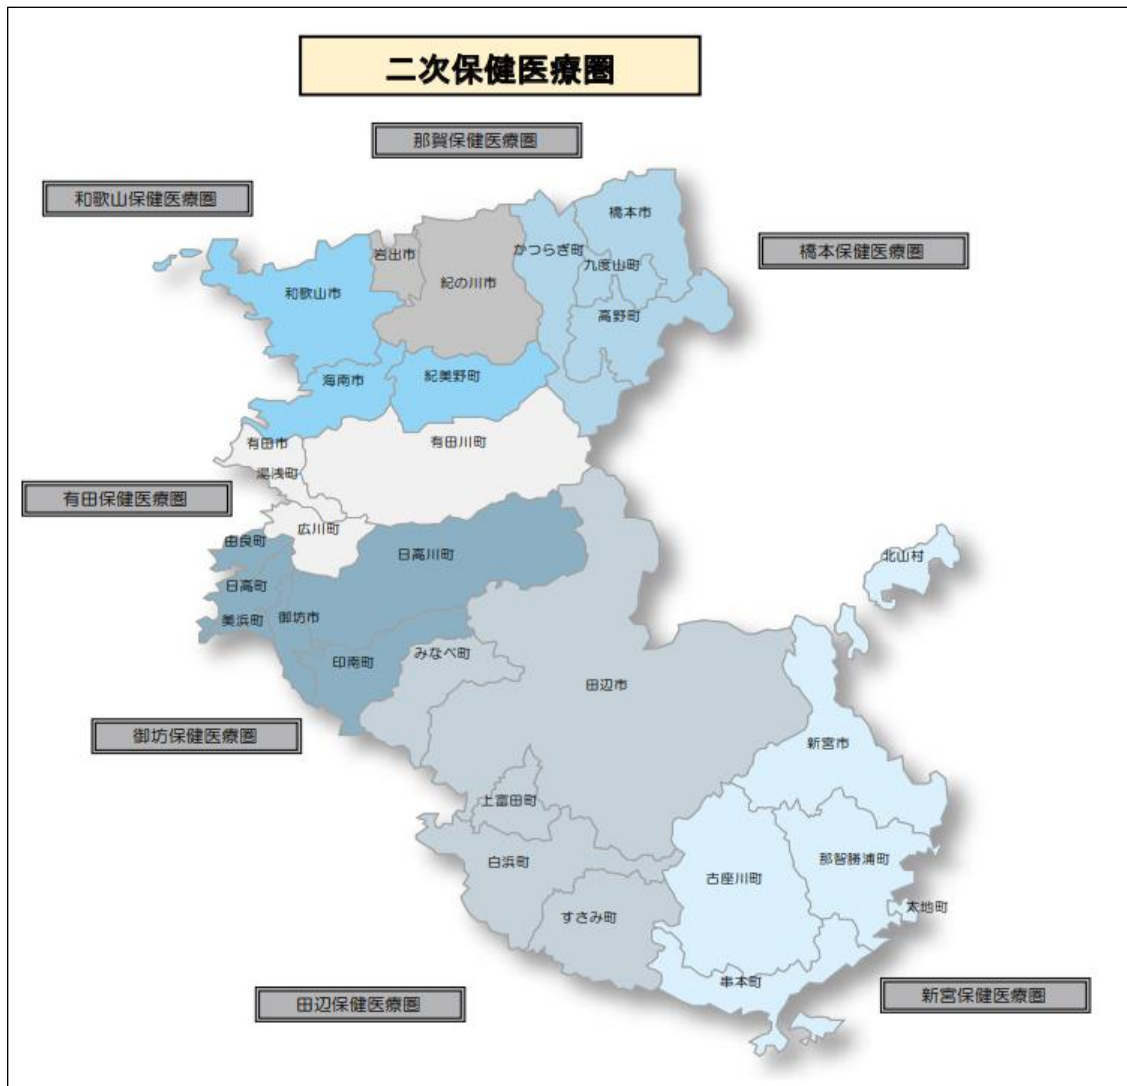 二次保健医療圏
那賀保健医療圏
和歌山保健医療圏
橋本保健医療圏
橋本市
岩出市
かつらぎ町
九度山町
紀の川市
和歌山市
高野町
海南市
紀美野町
有田市
有田川町
湯浅町
有田保健医療圏
広川町
由良町
日高川町
北山村
日高町
美浜町
御坊市
みなべ町
印南町
田辺市
御坊保健医療圏
新宮市
上富田町
白浜町
那智勝浦町
古座川町
太地町
すさみ町
串本町
田辺保健医療圏
新宮保健医療圏